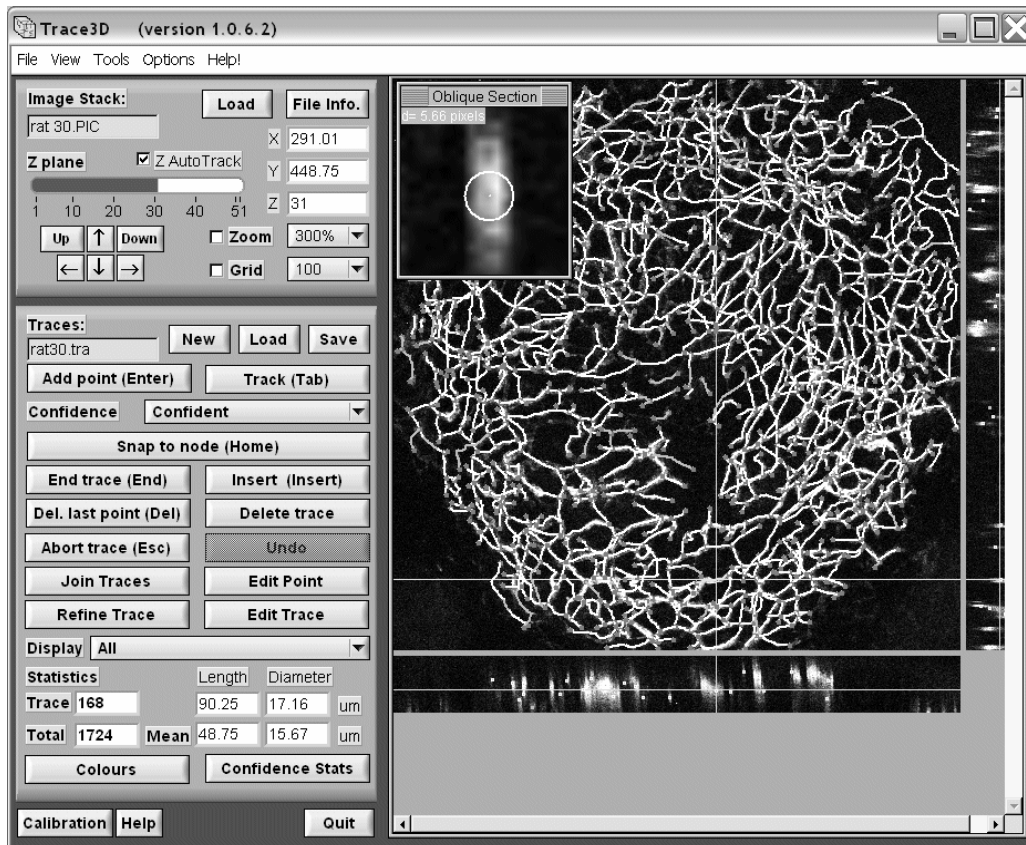 Trace3D (version 1.0.6.2)
File View Tools Options Help!
Image Stack:
Load
File Info.
rat 30.PIC
X 291.01
Z plane
Z AutoTrack
Y 448.75
Z 31
1 10 20 30 40 51
Up ↑ Down
Zoom 300%
← ↓ →
Grid 100
Traces:
New Load Save
rat30.tra
Add point (Enter) Track (Tab)
Confidence Confident
Snap to node (Home)
End trace (End) Insert (Insert)
Del. last point (Del) Delete trace
Abort trace (Esc) Undo
Join Traces Edit Point
Refine Trace Edit Trace
Display All
Statistics Length Diameter
Trace 168 90.25 17.16 um
Total 1724 Mean 48.75 15.67 um
Colours Confidence Stats
Calibration Help Quit
Oblique Section
d= 5.66 pixels